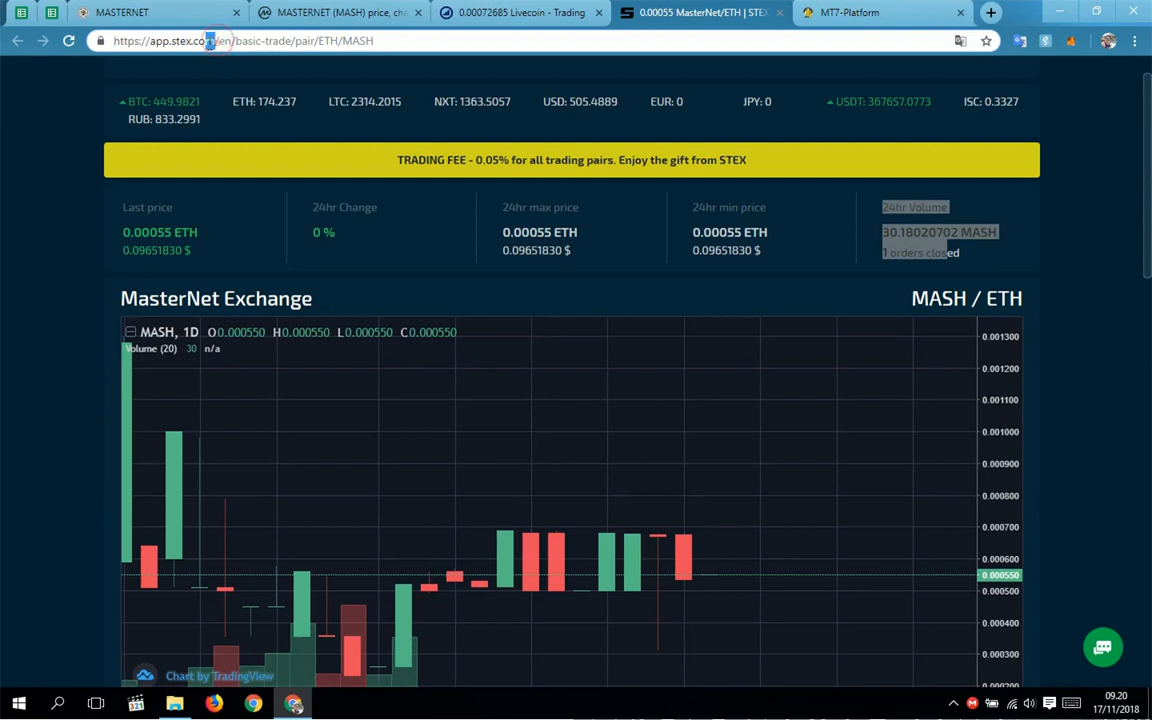 MASTERNET
MASTERNET (MASH) price, cha
0.00072685 Livecoin - Trading
0.00055 MasterNet/ETH | STEX
MT7-Platform
https://app.stex.com/en/basic-trade/pair/ETH/MASH
BTC: 449.9821
ETH: 174.237
LTC: 2314.2015
NXT: 1363.5057
USD: 505.4889
EUR: 0
JPY: 0
USDT: 367657.0773
ISC: 0.3327
RUB: 833.2991
TRADING FEE - 0.05% for all trading pairs. Enjoy the gift from STEX
Last price
0.00055 ETH
0.09651830 $
24hr Change
0 %
24hr max price
0.00055 ETH
0.09651830 $
24hr min price
0.00055 ETH
0.09651830 $
24hr Volume
30.18020702 MASH
1 orders closed
MasterNet Exchange
MASH / ETH
MASH, 1D O0.000550 H0.000550 L0.000550 C0.000550
Volume (20) 30 n/a
0.001300
0.001200
0.001100
0.001000
0.000900
0.000800
0.000700
0.000600
0.000550
0.000500
0.000400
0.000300
Chart by TradingView
321
09.20
17/11/2018